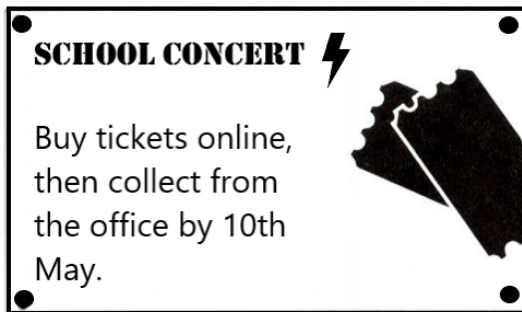 SCHOOL CONCERT
Buy tickets online,
then collect from
the office by 10th
May.